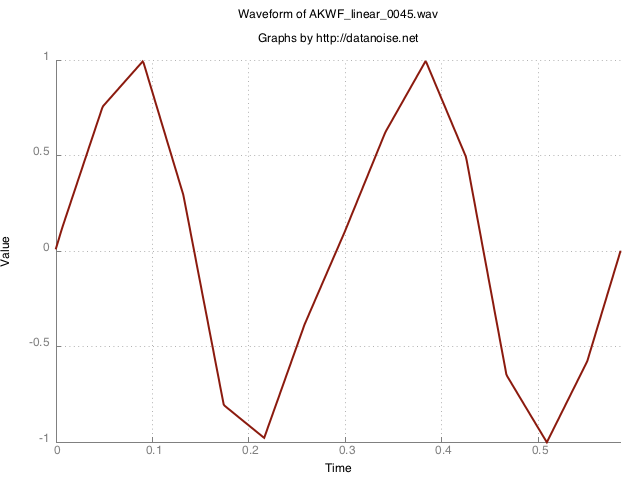 Waveform of AKWF_linear_0045.wav
Graphs by http://datanoise.net
1
0.5
0
-0.5
-1
Value
0 0.1 0.2 0.3 0.4 0.5
Time